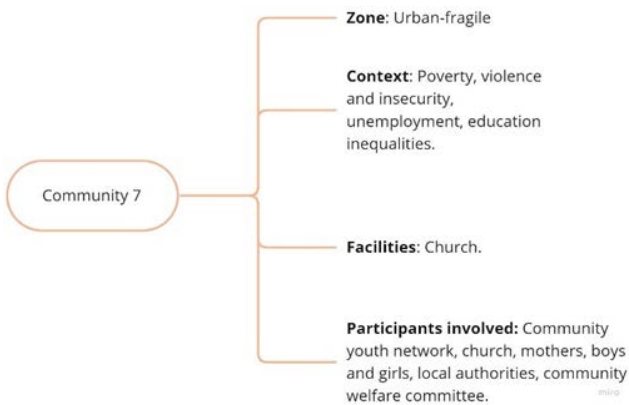 Zone: Urban-fragile
Context: Poverty, violence
and insecurity,
unemployment, education
inequalities.
Community 7
Facilities: Church.
Participants involved: Community
youth network, church, mothers, boys
and girls, local authorities, community
welfare committee.
miro